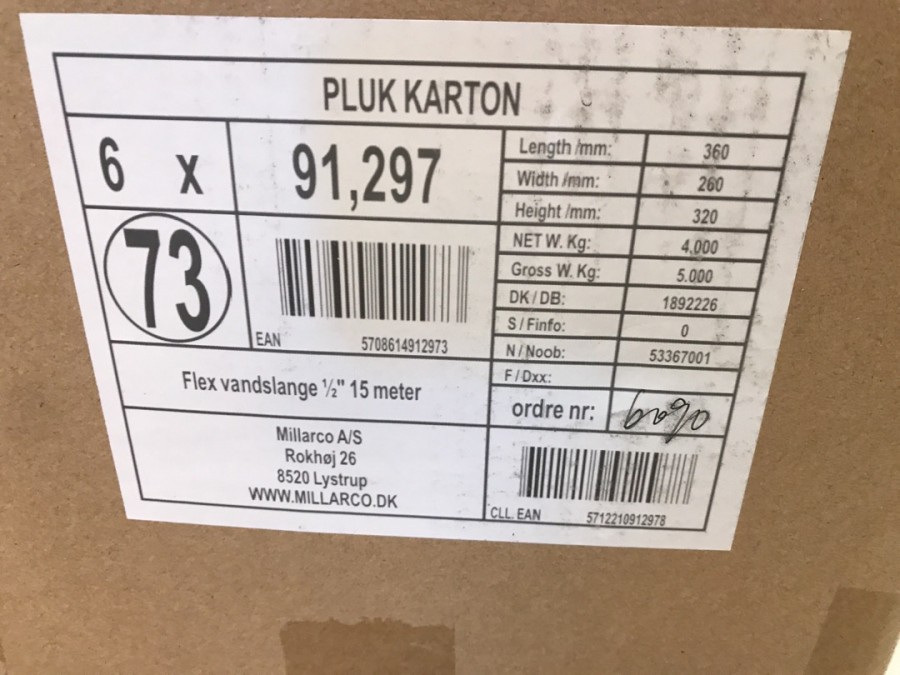 PLUK KARTON
6 x 91,297
73
EAN 5708614912973
Flex vandslange ½" 15 meter
Millarco A/S
Rokhøj 26
8520 Lystrup
WWW.MILLARCO.DK
Length /mm: 360
Width /mm: 260
Height /mm: 320
NET W. Kg: 4.000
Gross W. Kg: 5.000
DK / DB: 1892226
S / Finfo: 0
N / Noob: 53367001
F / Dxx:
ordre nr:
CLL. EAN 5712210912978